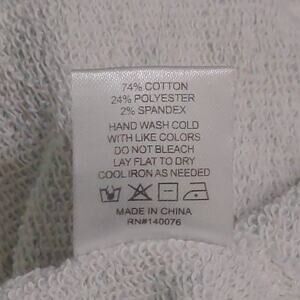 74% COTTON
24% POLYESTER
2% SPANDEX
HAND WASH COLD
WITH LIKE COLORS
DO NOT BLEACH
LAY FLAT TO DRY
COOL IRON AS NEEDED
MADE IN CHINA
RN#140076